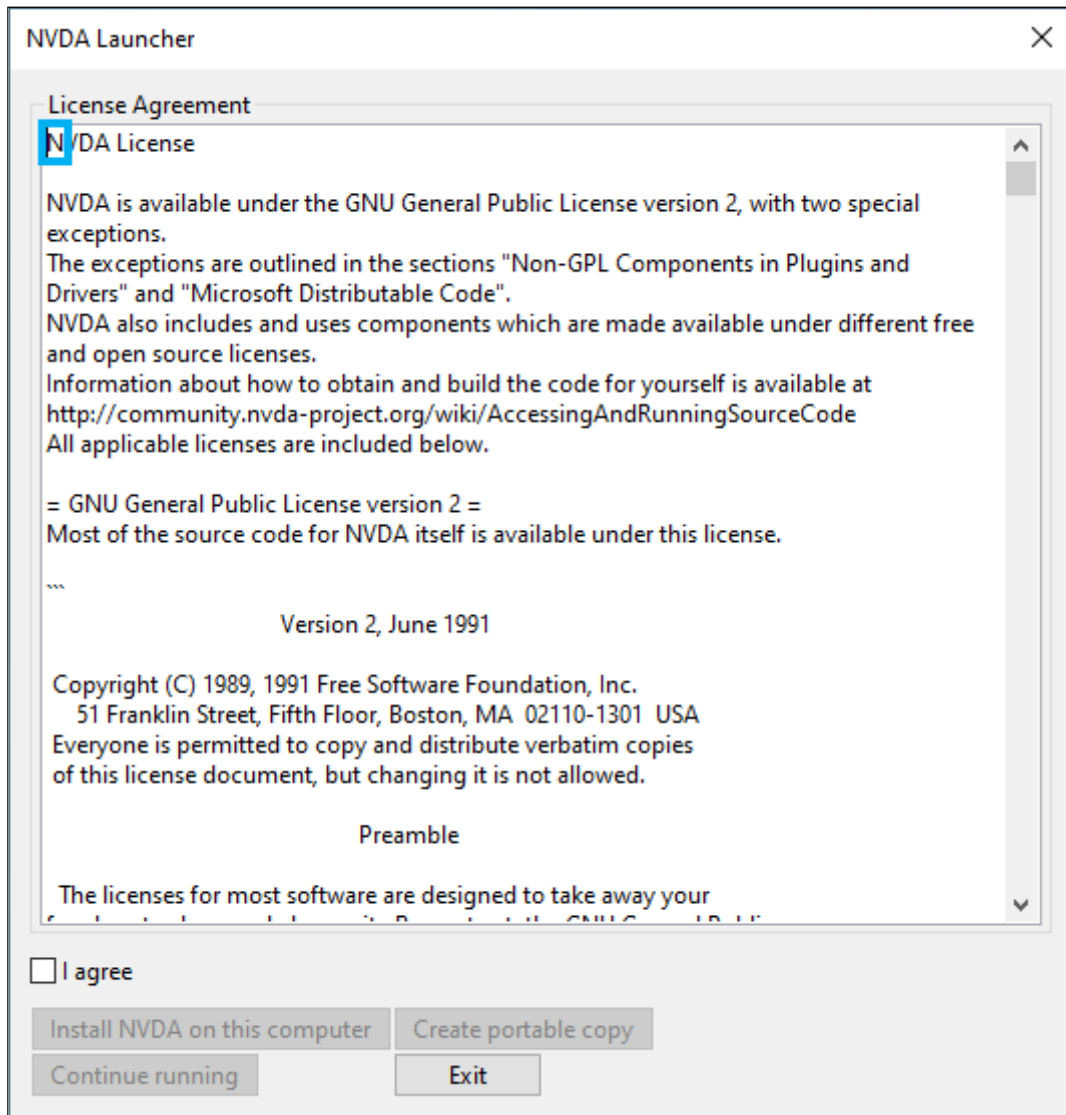 NVDA Launcher
License Agreement
NVDA License
NVDA is available under the GNU General Public License version 2, with two special
exceptions.
The exceptions are outlined in the sections "Non-GPL Components in Plugins and
Drivers" and "Microsoft Distributable Code".
NVDA also includes and uses components which are made available under different free
and open source licenses.
Information about how to obtain and build the code for yourself is available at
http://community.nvda-project.org/wiki/AccessingAndRunningSourceCode
All applicable licenses are included below.
= GNU General Public License version 2 =
Most of the source code for NVDA itself is available under this license.
```
Version 2, June 1991
Copyright (C) 1989, 1991 Free Software Foundation, Inc.
51 Franklin Street, Fifth Floor, Boston, MA  02110-1301  USA
Everyone is permitted to copy and distribute verbatim copies
of this license document, but changing it is not allowed.
Preamble
The licenses for most software are designed to take away your
I agree
Install NVDA on this computer
Create portable copy
Continue running
Exit